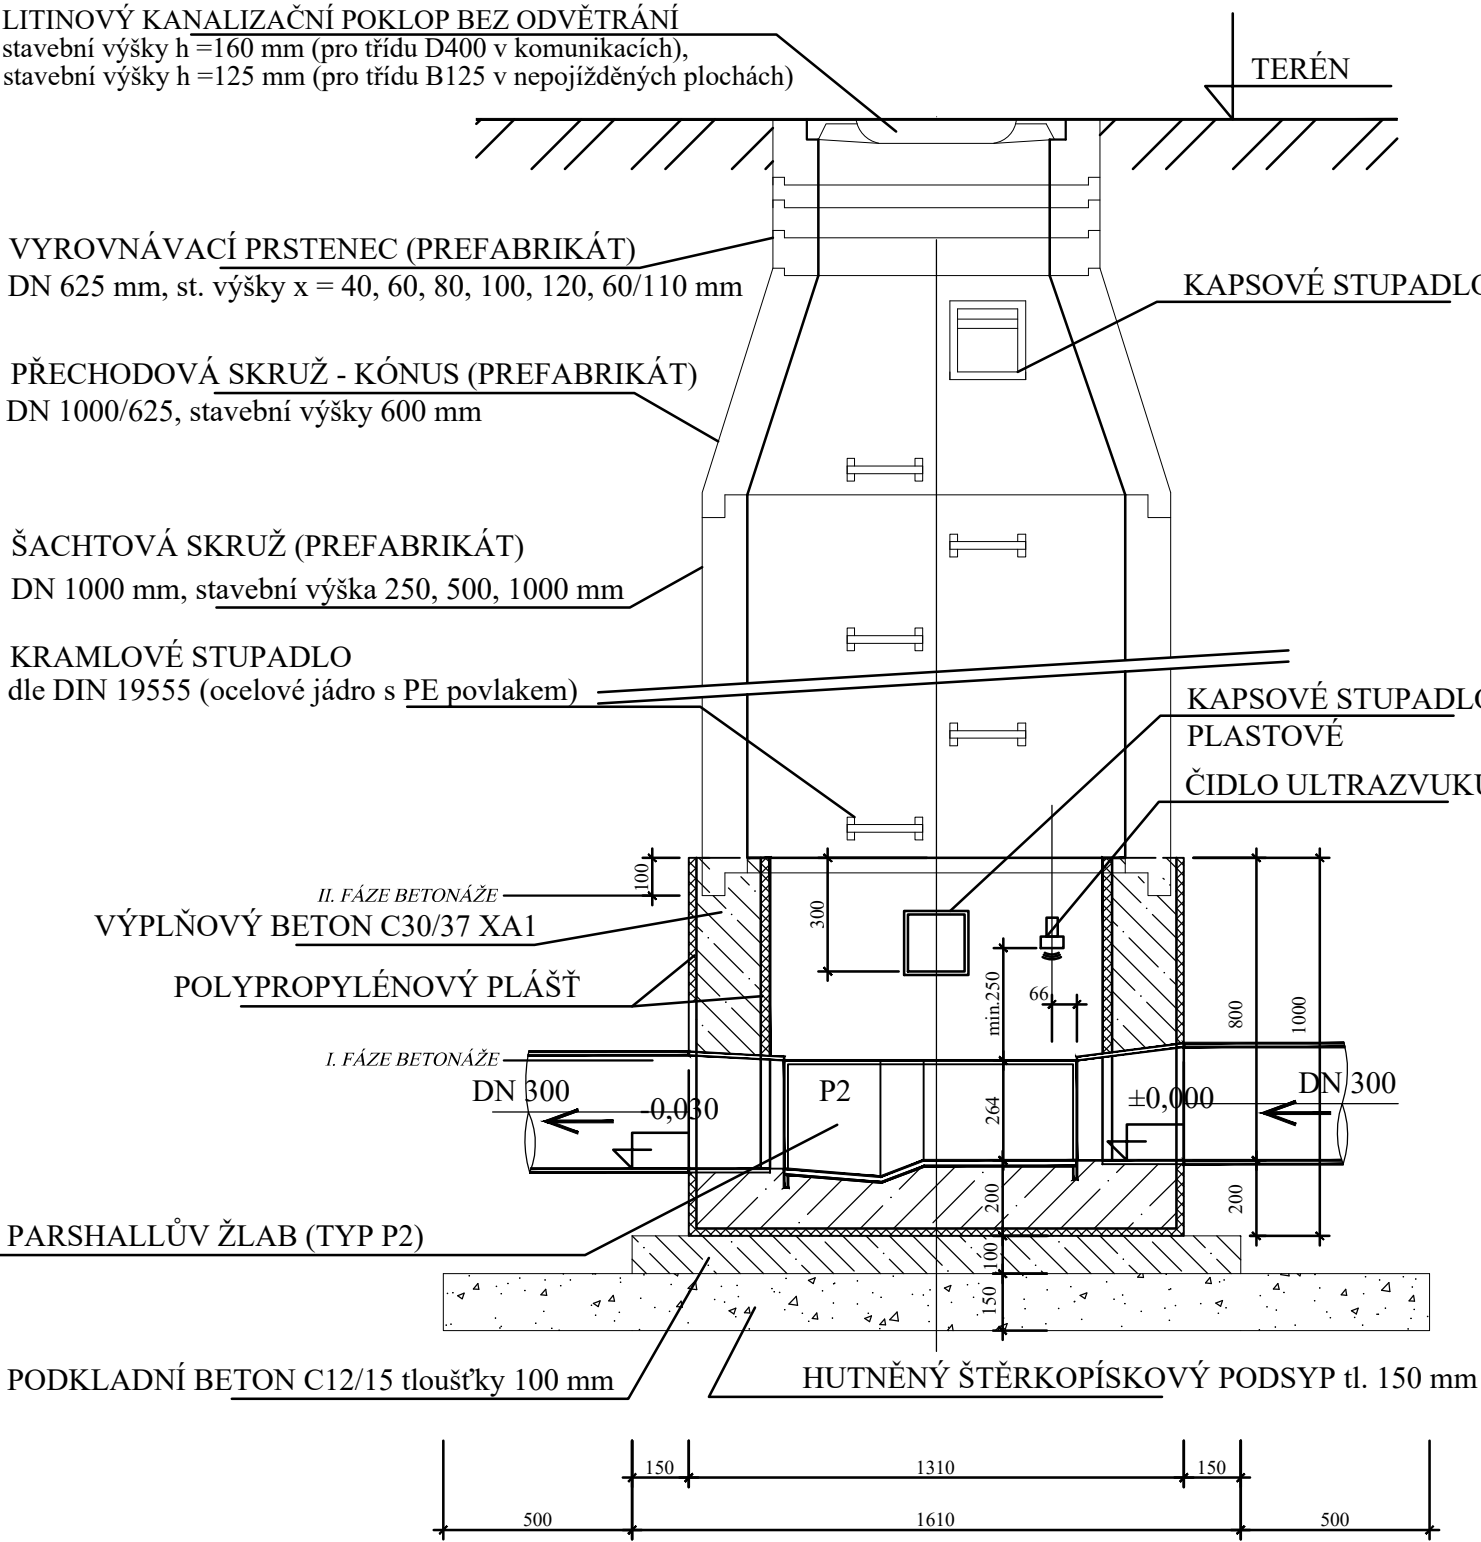 LITINOVÝ KANALIZAČNÍ POKLOP BEZ ODVĚTRÁNÍ
stavební výšky h =160 mm (pro třídu D400 v komunikacích),
stavební výšky h =125 mm (pro třídu B125 v nepojížděných plochách)
TERÉN
VYROVNÁVACÍ PRSTENEC (PREFABRIKÁT)
DN 625 mm, st. výšky x = 40, 60, 80, 100, 120, 60/110 mm
KAPSOVÉ STUPADLO
PŘECHODOVÁ SKRUŽ - KÓNUS (PREFABRIKÁT)
DN 1000/625, stavební výšky 600 mm
ŠACHTOVÁ SKRUŽ (PREFABRIKÁT)
DN 1000 mm, stavební výška 250, 500, 1000 mm
KRAMLOVÉ STUPADLO
dle DIN 19555 (ocelové jádro s PE povlakem)
KAPSOVÉ STUPADLO
PLASTOVÉ
ČIDLO ULTRAZVUKU
100
II. FÁZE BETONÁŽE
VÝPLŇOVÝ BETON C30/37 XA1
300
POLYPROPYLÉNOVÝ PLÁŠŤ
min.250
66
800
1000
I. FÁZE BETONÁŽE
DN 300
-0,030
P2
264
±0,000
DN 300
200
200
PARSHALLŮV ŽLAB (TYP P2)
100
150
PODKLADNÍ BETON C12/15 tloušťky 100 mm
HUTNĚNÝ ŠTĚRKOPÍSKOVÝ PODSYP tl. 150 mm
150
1310
150
500
1610
500